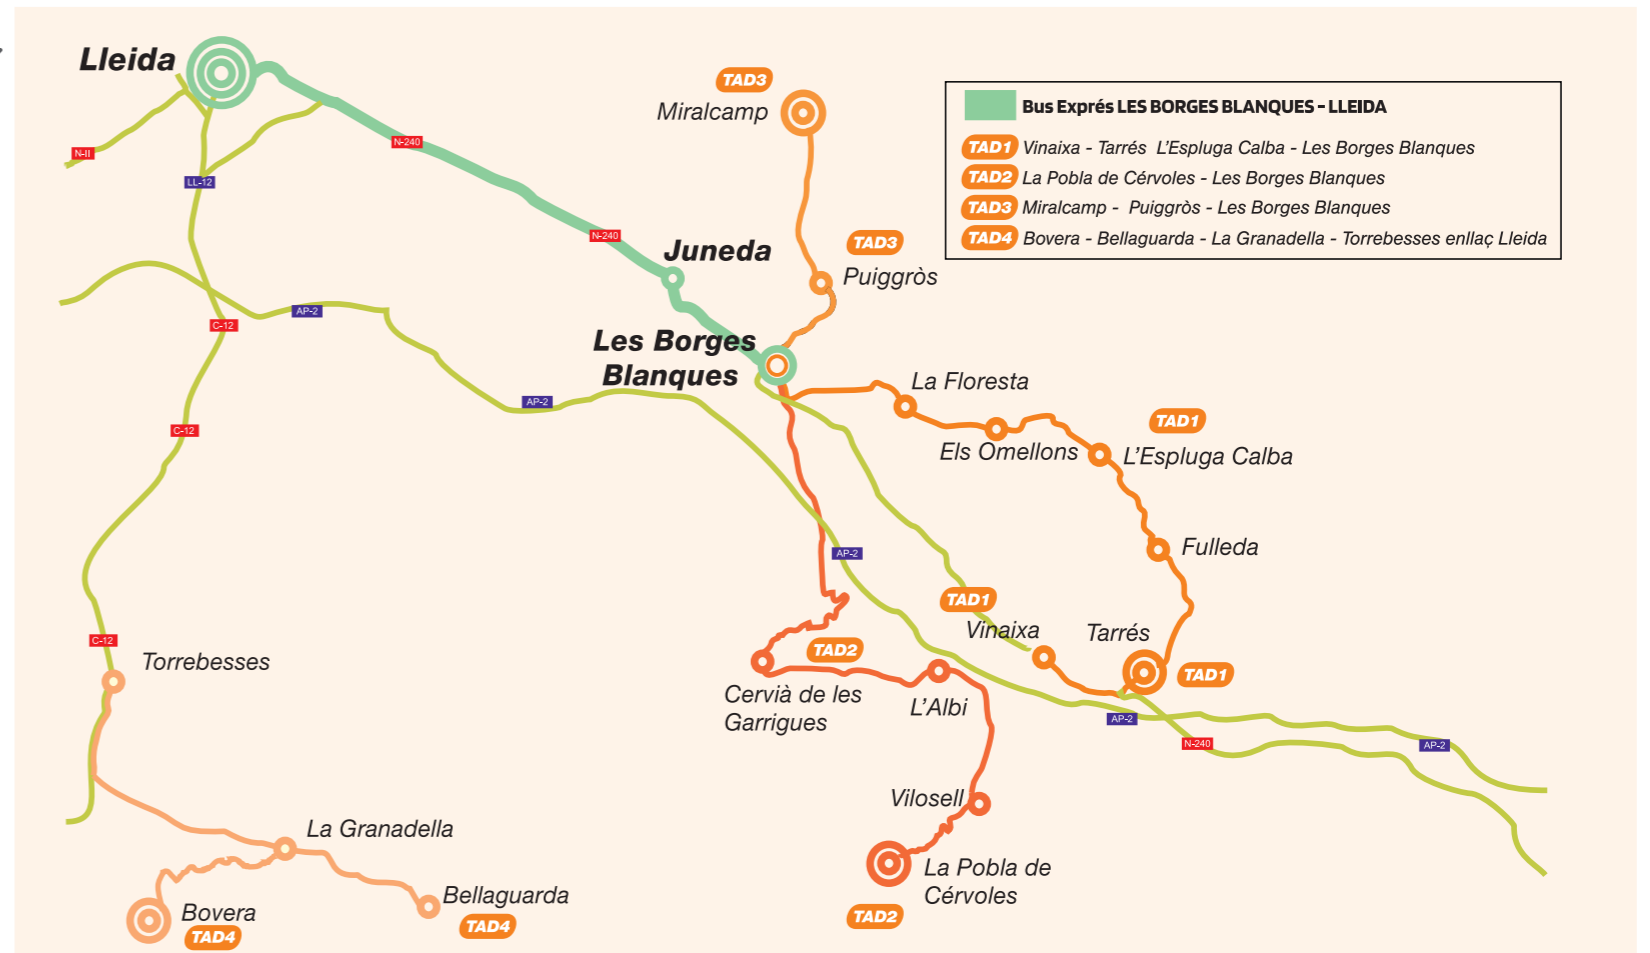 Lleida
TAD3
Miralcamp
Bus Exprés LES BORGES BLANQUES - LLEIDA
TAD1 Vinaixa - Tarrés L'Espluga Calba - Les Borges Blanques
TAD2 La Pobla de Cérvoles - Les Borges Blanques
TAD3 Miralcamp - Puiggròs - Les Borges Blanques
TAD4 Bovera - Bellaguarda - La Granadella - Torrebesses enllaç Lleida
N-240
N-II
LL-12
N-240
Juneda
TAD3
Puiggròs
AP-2
C-12
Les Borges
Blanques
La Floresta
AP-2
C-12
TAD1
Els Omellons
L'Espluga Calba
Fulleda
AP-2
TAD1
Vinaixa
Tarrés
TAD1
C-12
Torrebesses
TAD2
Cervià de les
Garrigues
L'Albi
AP-2
N-240
AP-2
Vilosell
La Granadella
La Pobla de
Cérvoles
TAD2
Bellaguarda
TAD4
Bovera
TAD4